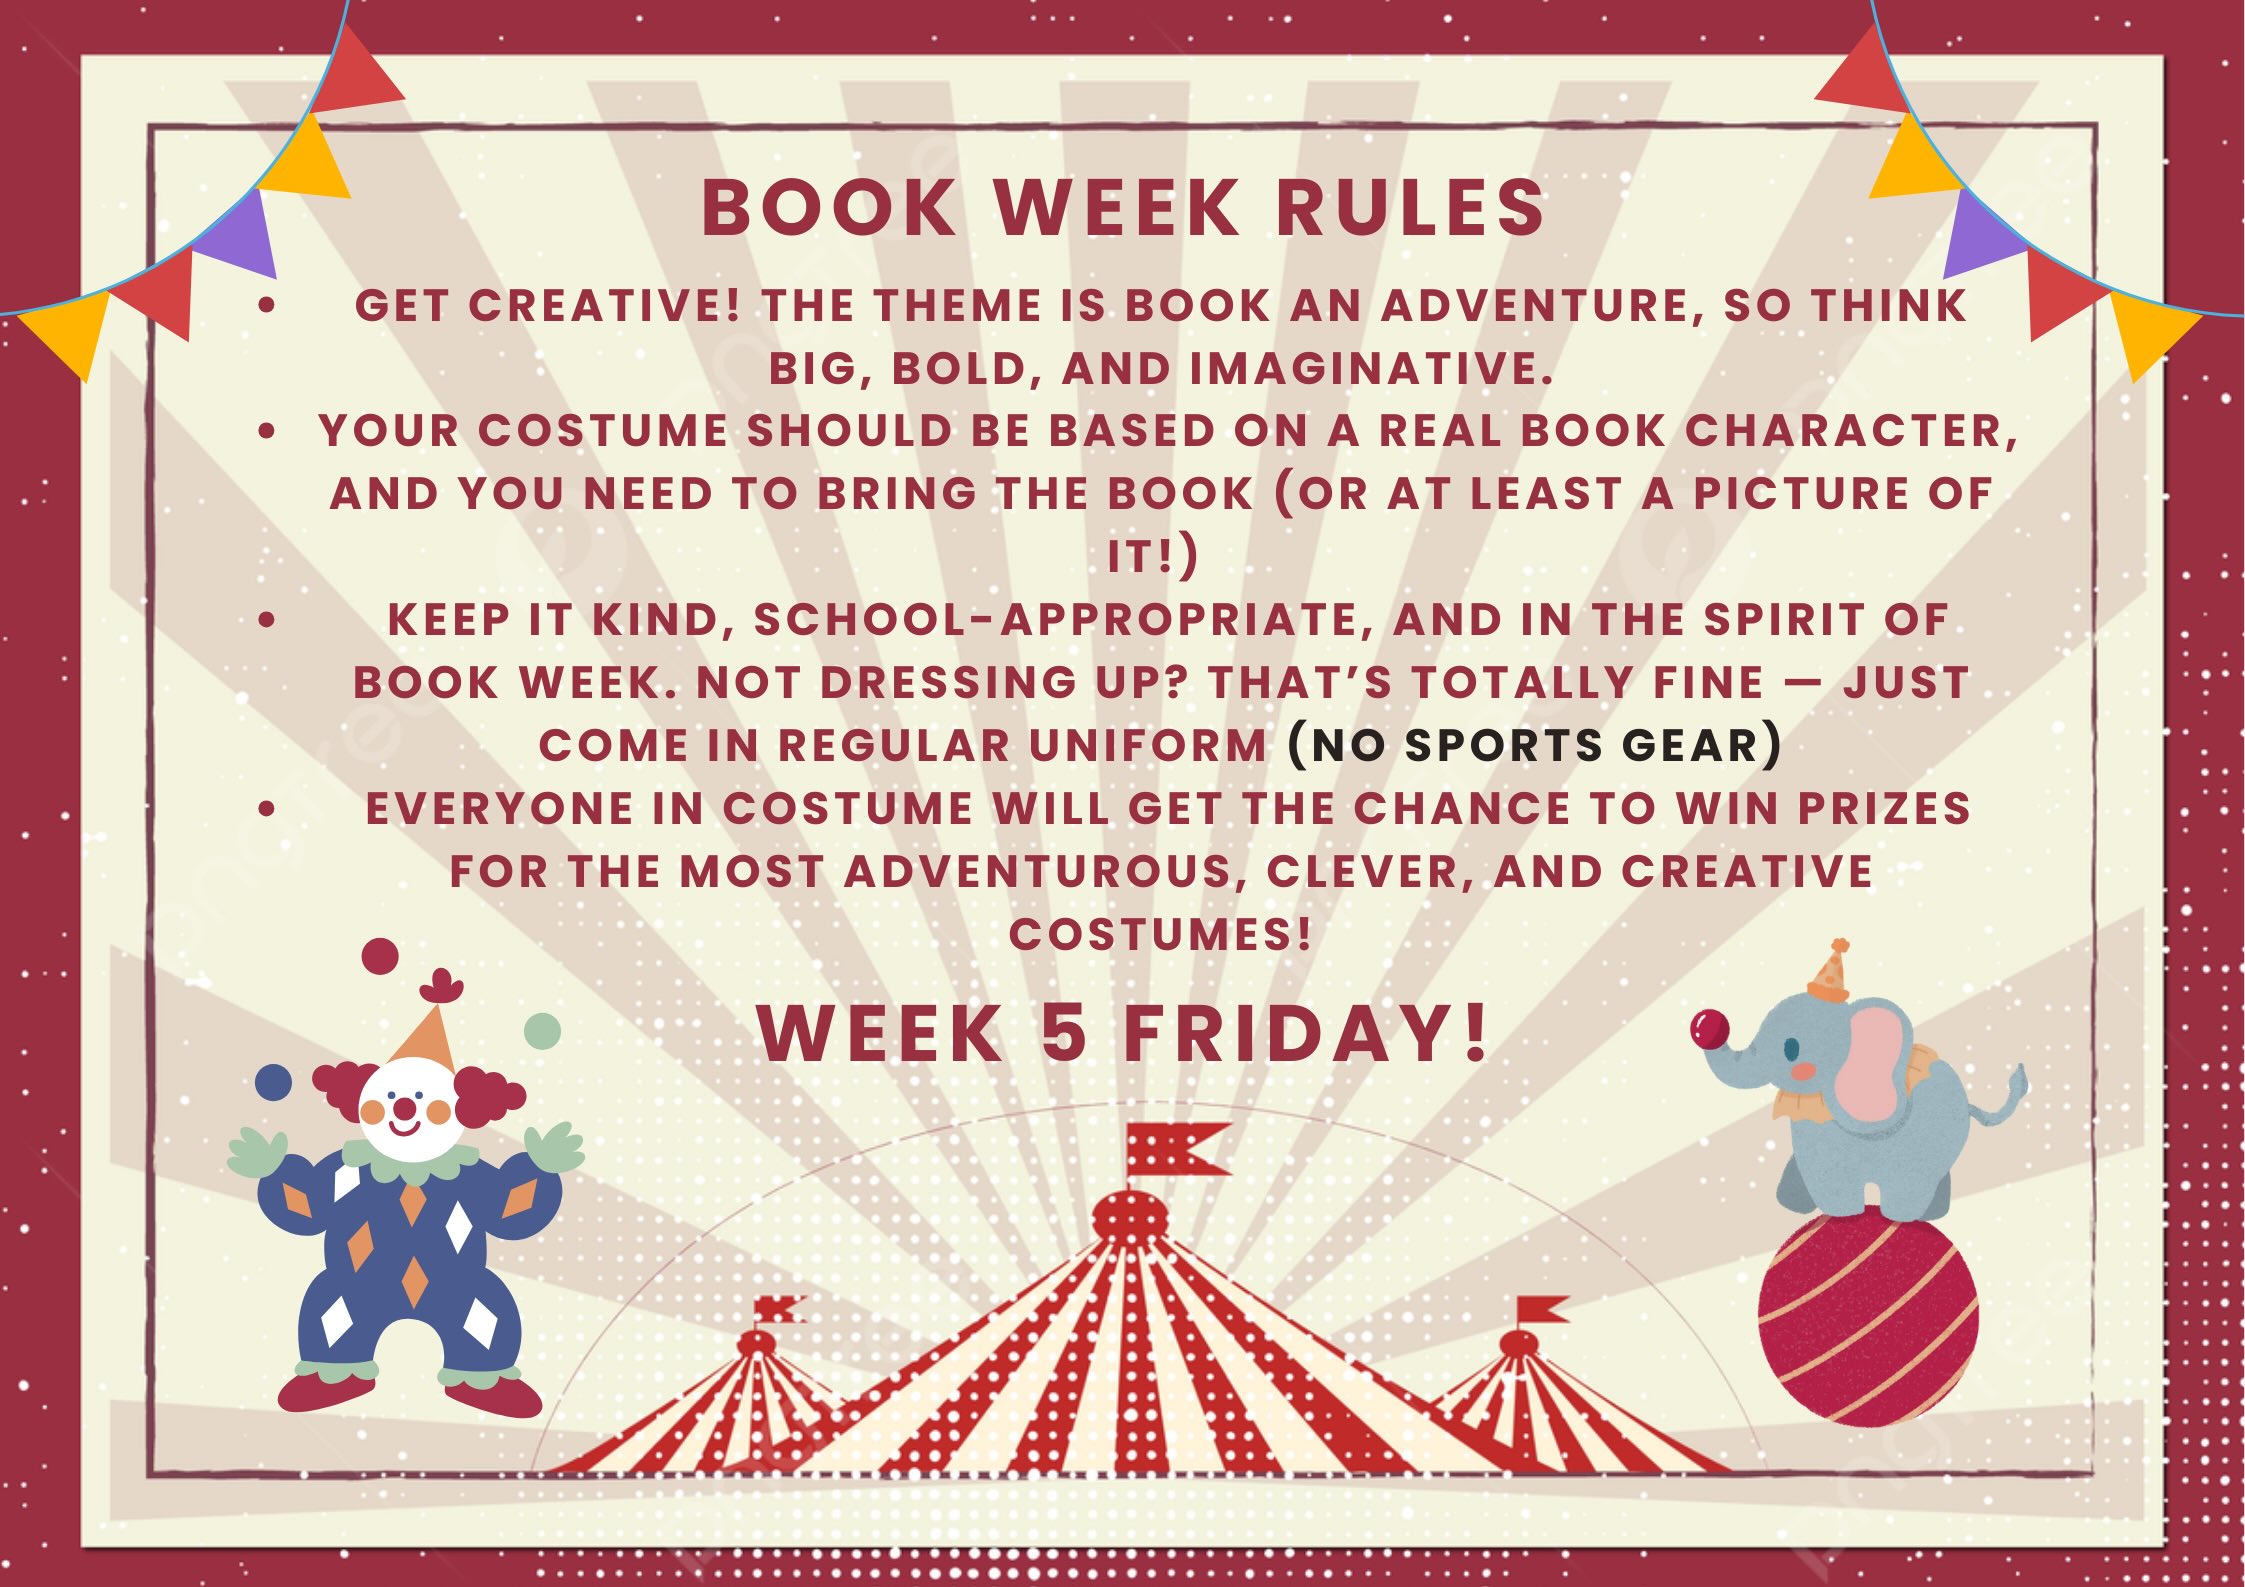 BOOK WEEK RULES
• GET CREATIVE! THE THEME IS BOOK AN ADVENTURE, SO THINK
BIG, BOLD, AND IMAGINATIVE.
• YOUR COSTUME SHOULD BE BASED ON A REAL BOOK CHARACTER,
AND YOU NEED TO BRING THE BOOK (OR AT LEAST A PICTURE OF
IT!)
• KEEP IT KIND, SCHOOL-APPROPRIATE, AND IN THE SPIRIT OF
BOOK WEEK. NOT DRESSING UP? THAT’S TOTALLY FINE — JUST
COME IN REGULAR UNIFORM (NO SPORTS GEAR)
• EVERYONE IN COSTUME WILL GET THE CHANCE TO WIN PRIZES
FOR THE MOST ADVENTUROUS, CLEVER, AND CREATIVE
COSTUMES!
WEEK 5 FRIDAY!